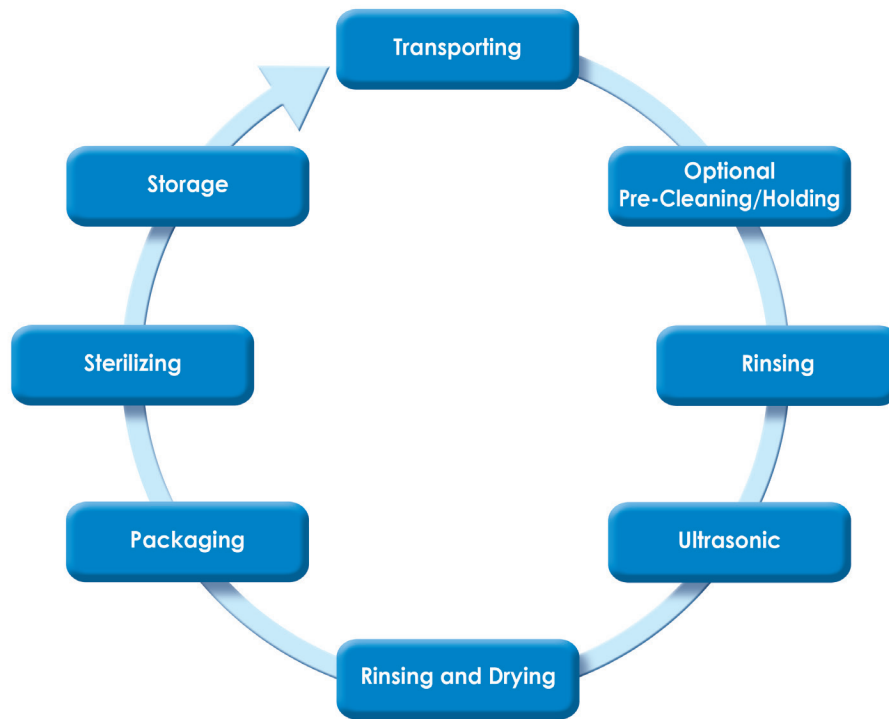 Transporting
Optional
Pre-Cleaning/Holding
Rinsing
Ultrasonic
Rinsing and Drying
Packaging
Sterilizing
Storage